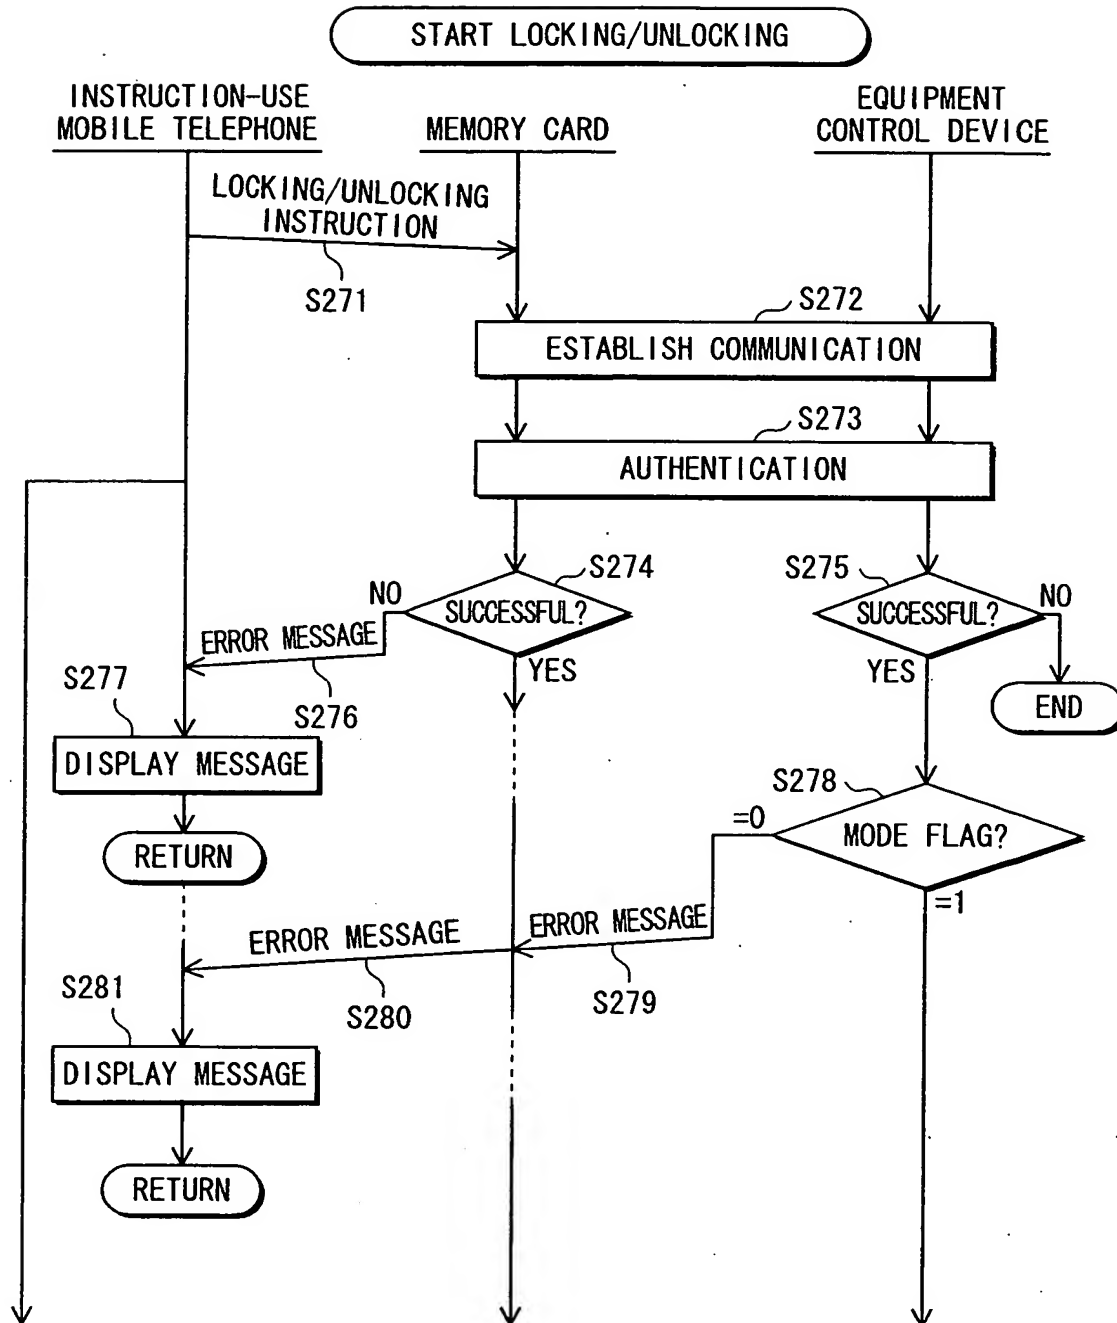 START LOCKING/UNLOCKING
INSTRUCTION-USE
MOBILE TELEPHONE
MEMORY CARD
EQUIPMENT
CONTROL DEVICE
LOCKING/UNLOCKING
INSTRUCTION
S271
S272
ESTABLISH COMMUNICATION
S273
AUTHENTICATION
S274
SUCCESSFUL?
NO
YES
S275
SUCCESSFUL?
NO
YES
END
ERROR MESSAGE
S276
S277
DISPLAY MESSAGE
RETURN
S278
MODE FLAG?
=0
=1
ERROR MESSAGE
S279
ERROR MESSAGE
S280
S281
DISPLAY MESSAGE
RETURN